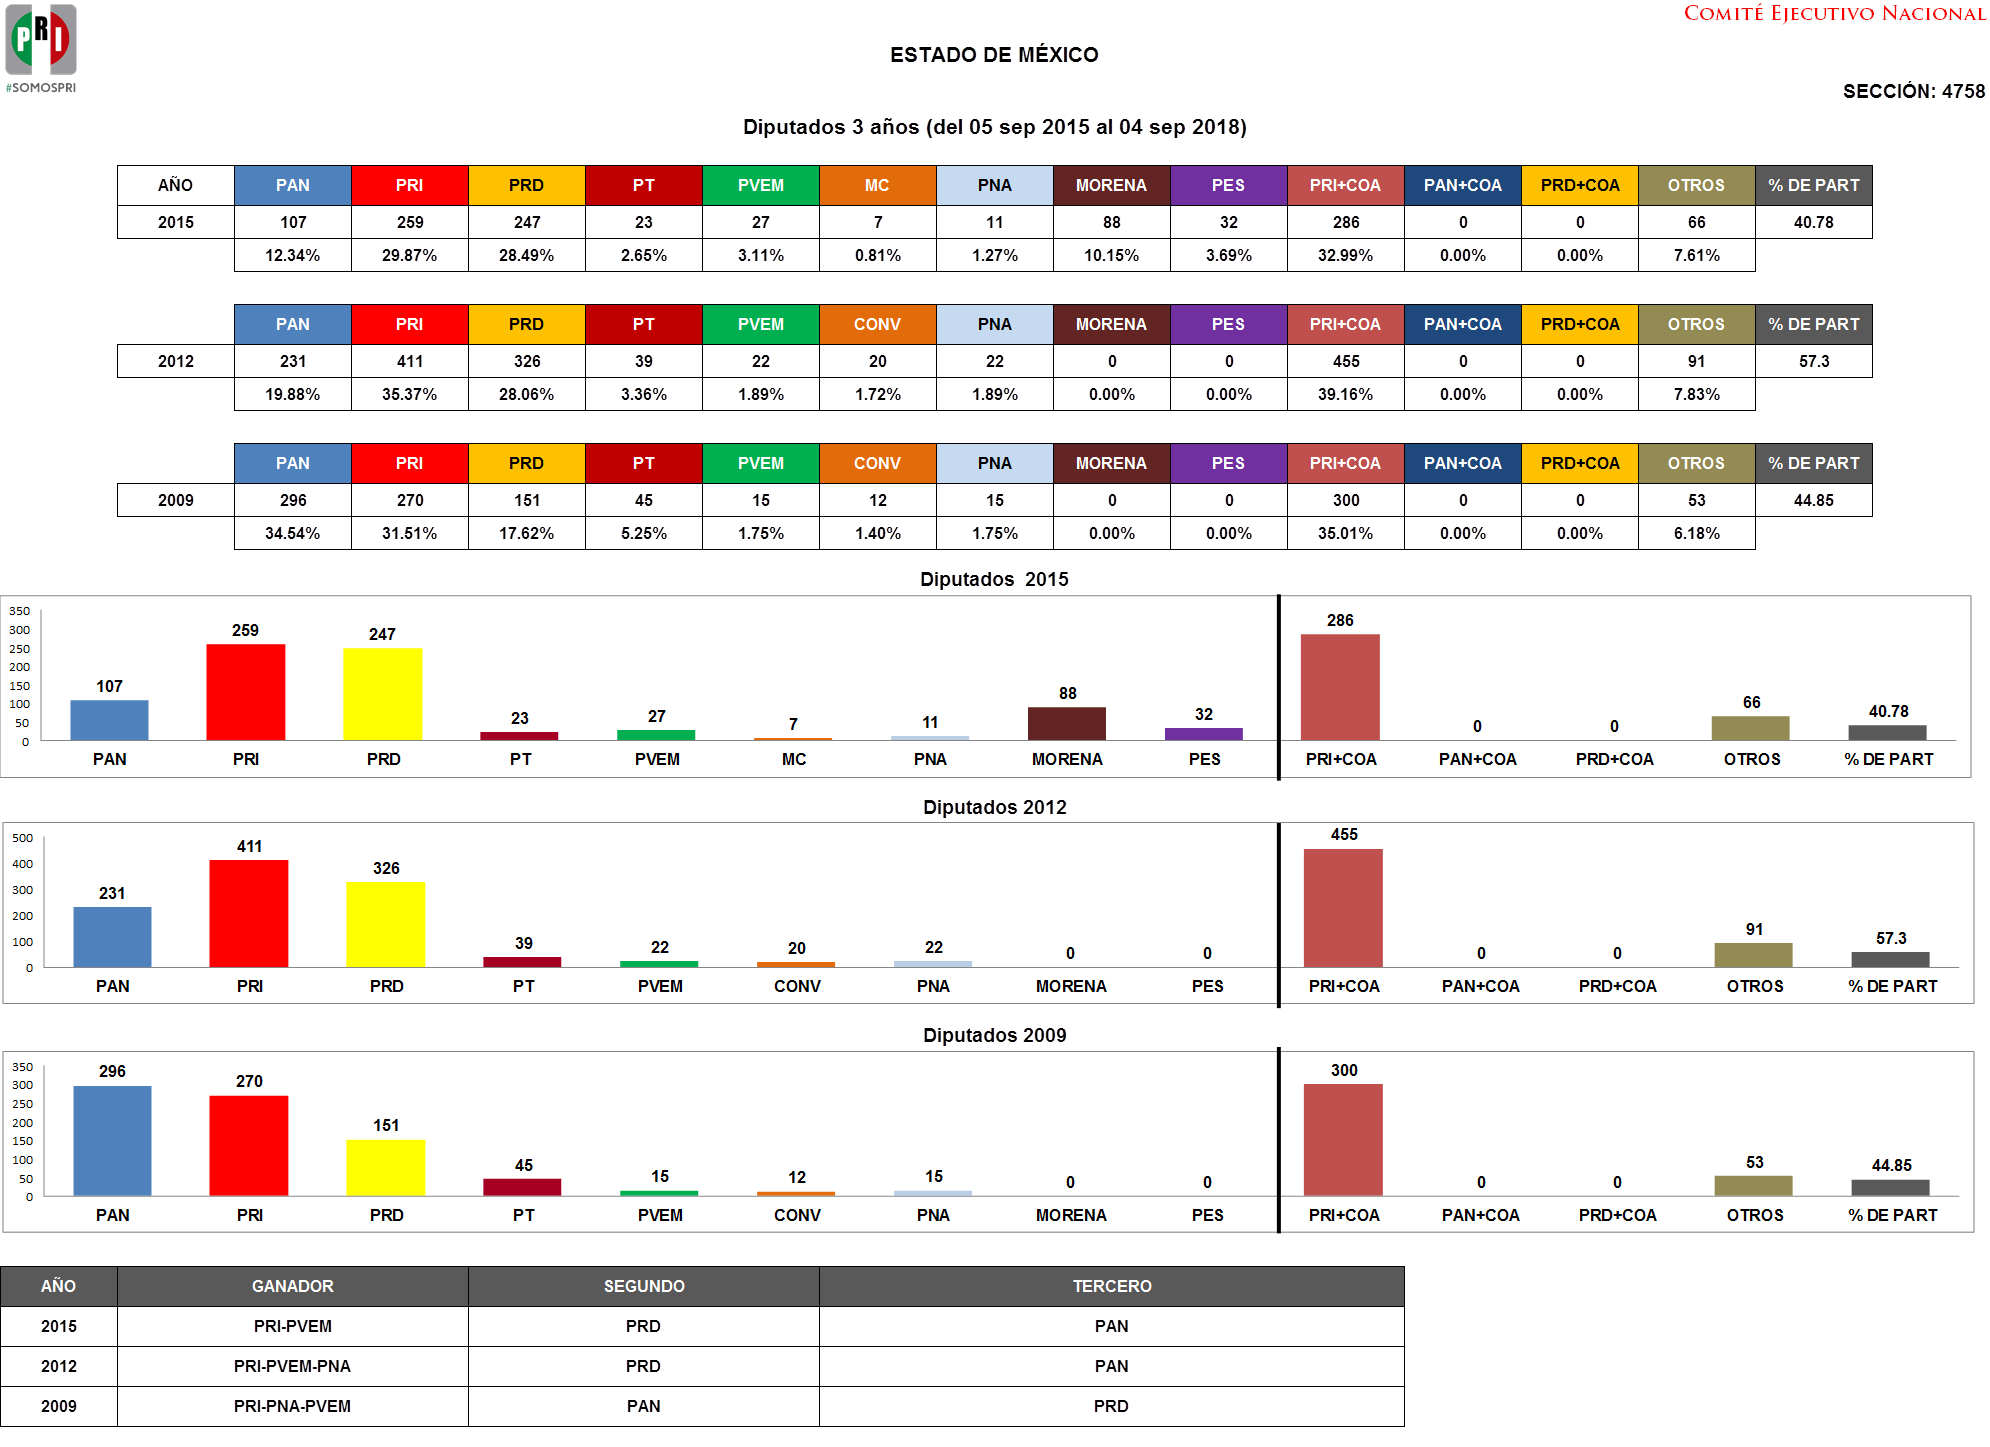 PRI
#SOMOSPRI
COMITÉ EJECUTIVO NACIONAL
ESTADO DE MÉXICO
SECCIÓN: 4758
Diputados 3 años (del 05 sep 2015 al 04 sep 2018)
AÑO PAN PRI PRD PT PVEM MC PNA MORENA PES PRI+COA PAN+COA PRD+COA OTROS % DE PART
2015 107 259 247 23 27 7 11 88 32 286 0 0 66 40.78
12.34% 29.87% 28.49% 2.65% 3.11% 0.81% 1.27% 10.15% 3.69% 32.99% 0.00% 0.00% 7.61%
PAN PRI PRD PT PVEM CONV PNA MORENA PES PRI+COA PAN+COA PRD+COA OTROS % DE PART
2012 231 411 326 39 22 20 22 0 0 455 0 0 91 57.3
19.88% 35.37% 28.06% 3.36% 1.89% 1.72% 1.89% 0.00% 0.00% 39.16% 0.00% 0.00% 7.83%
PAN PRI PRD PT PVEM CONV PNA MORENA PES PRI+COA PAN+COA PRD+COA OTROS % DE PART
2009 296 270 151 45 15 12 15 0 0 300 0 0 53 44.85
34.54% 31.51% 17.62% 5.25% 1.75% 1.40% 1.75% 0.00% 0.00% 35.01% 0.00% 0.00% 6.18%
Diputados 2015
350
300
250
200
150
100
50
0
107 259 247 23 27 7 11 88 32 286 0 0 66 40.78
PAN PRI PRD PT PVEM MC PNA MORENA PES PRI+COA PAN+COA PRD+COA OTROS % DE PART
Diputados 2012
500
400
300
200
100
0
231 411 326 39 22 20 22 0 0 455 0 0 91 57.3
PAN PRI PRD PT PVEM CONV PNA MORENA PES PRI+COA PAN+COA PRD+COA OTROS % DE PART
Diputados 2009
350
300
250
200
150
100
50
0
296 270 151 45 15 12 15 0 0 300 0 0 53 44.85
PAN PRI PRD PT PVEM CONV PNA MORENA PES PRI+COA PAN+COA PRD+COA OTROS % DE PART
AÑO GANADOR SEGUNDO TERCERO
2015 PRI-PVEM PRD PAN
2012 PRI-PVEM-PNA PRD PAN
2009 PRI-PNA-PVEM PAN PRD